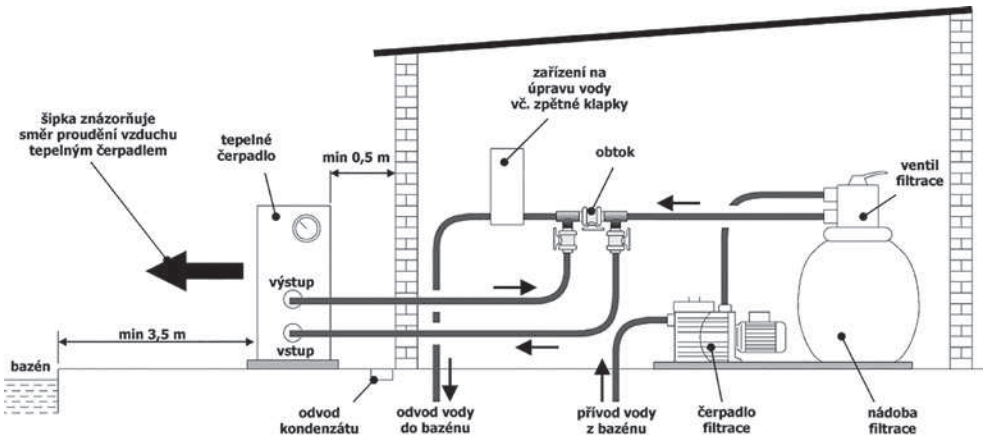 zařízení na
úpravu vody
vč. zpětné klapky
šipka znázorňuje
směr proudění vzduchu
tepelným čerpadlem
tepelné
čerpadlo
min 0,5 m
obtok
ventil
filtrace
výstup
min 3,5 m
vstup
bazén
odvod
kondenzátu
odvod vody
do bazénu
přívod vody
z bazénu
čerpadlo
filtrace
nádoba
filtrace